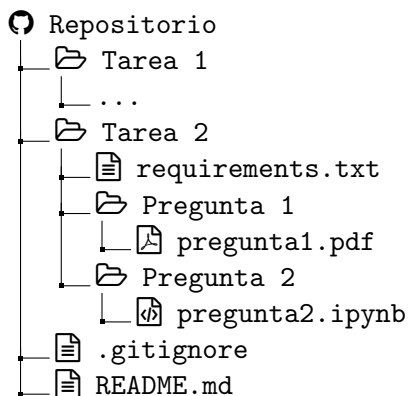 Repositorio
Tarea 1
...
Tarea 2
requirements.txt
Pregunta 1
pregunta1.pdf
Pregunta 2
pregunta2.ipynb
.gitignore
README.md